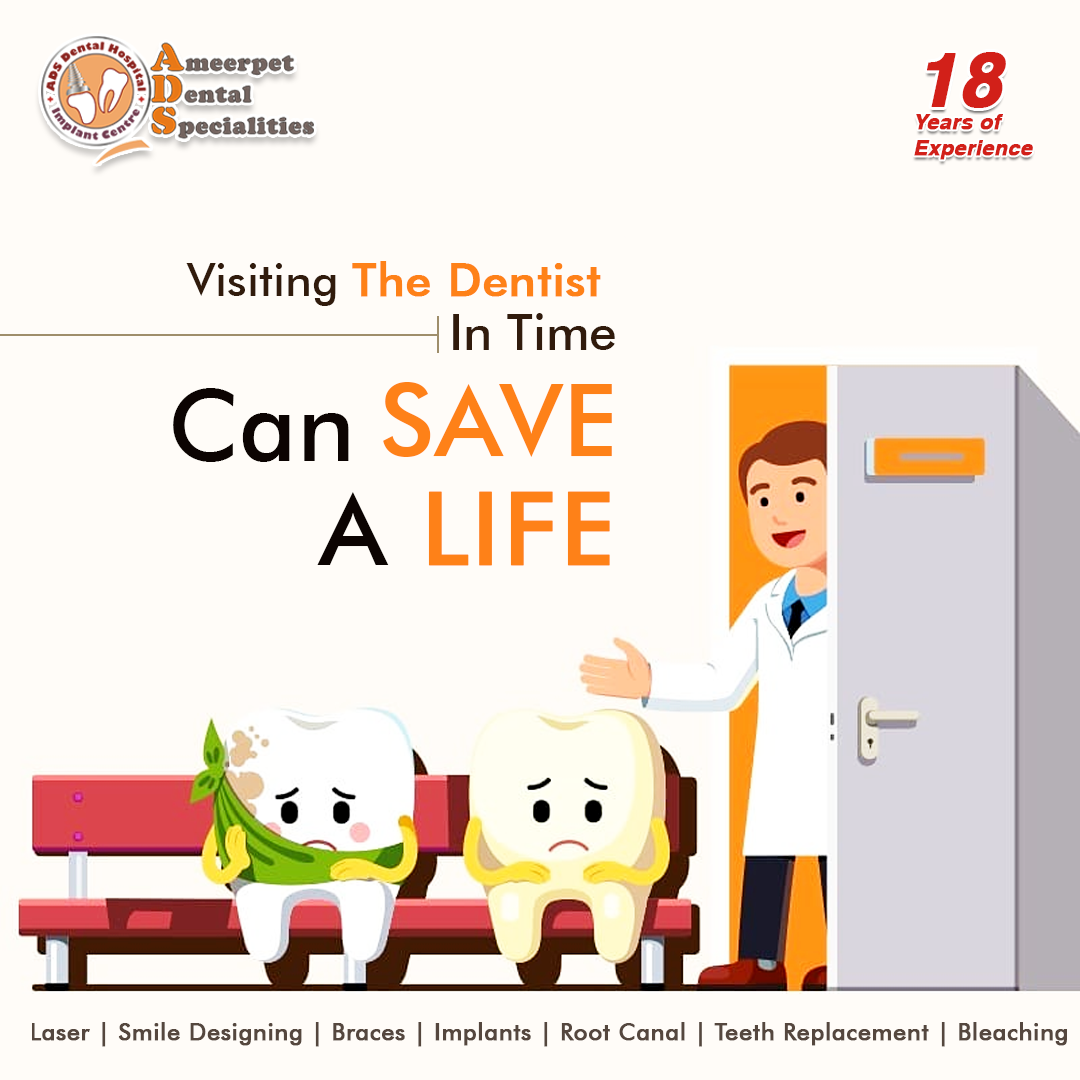 ADS Dental Hospital
Implant Centre
Ameerpet
Dental
Specialities
18
Years of
Experience
Visiting The Dentist
In Time
Can SAVE
A LIFE
Laser | Smile Designing | Braces | Implants | Root Canal | Teeth Replacement | Bleaching